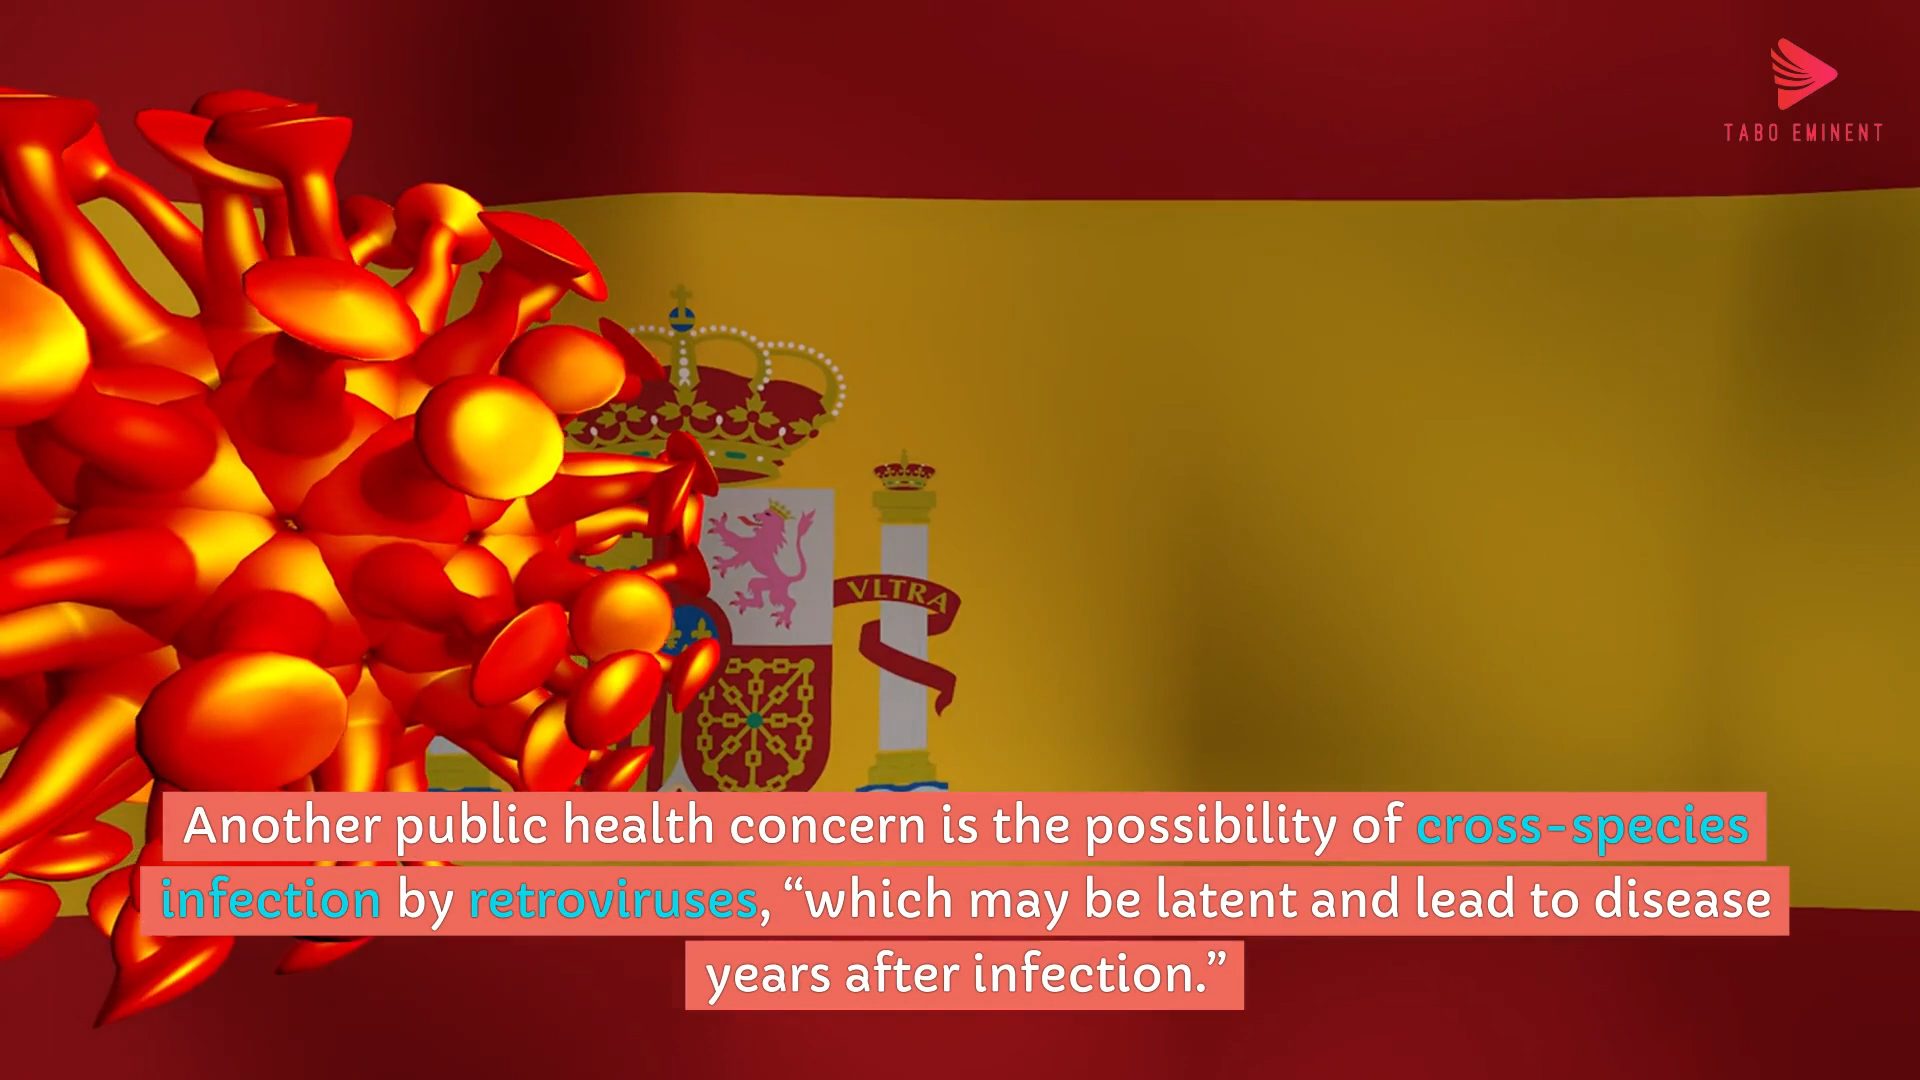 TABO EMINENT
VLTRA
Another public health concern is the possibility of cross-species
infection by retroviruses, “which may be latent and lead to disease
years after infection.”